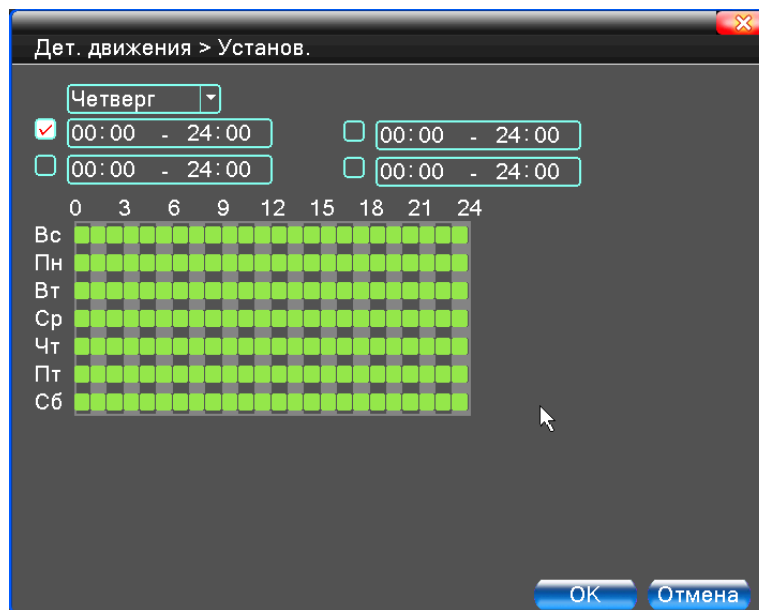 Дет. движения > Установ.
Четверг
00:00 - 24:00 00:00 - 24:00
00:00 - 24:00 00:00 - 24:00
0 3 6 9 12 15 18 21 24
Вс
Пн
Вт
Ср
Чт
Пт
Сб
OK Отмена